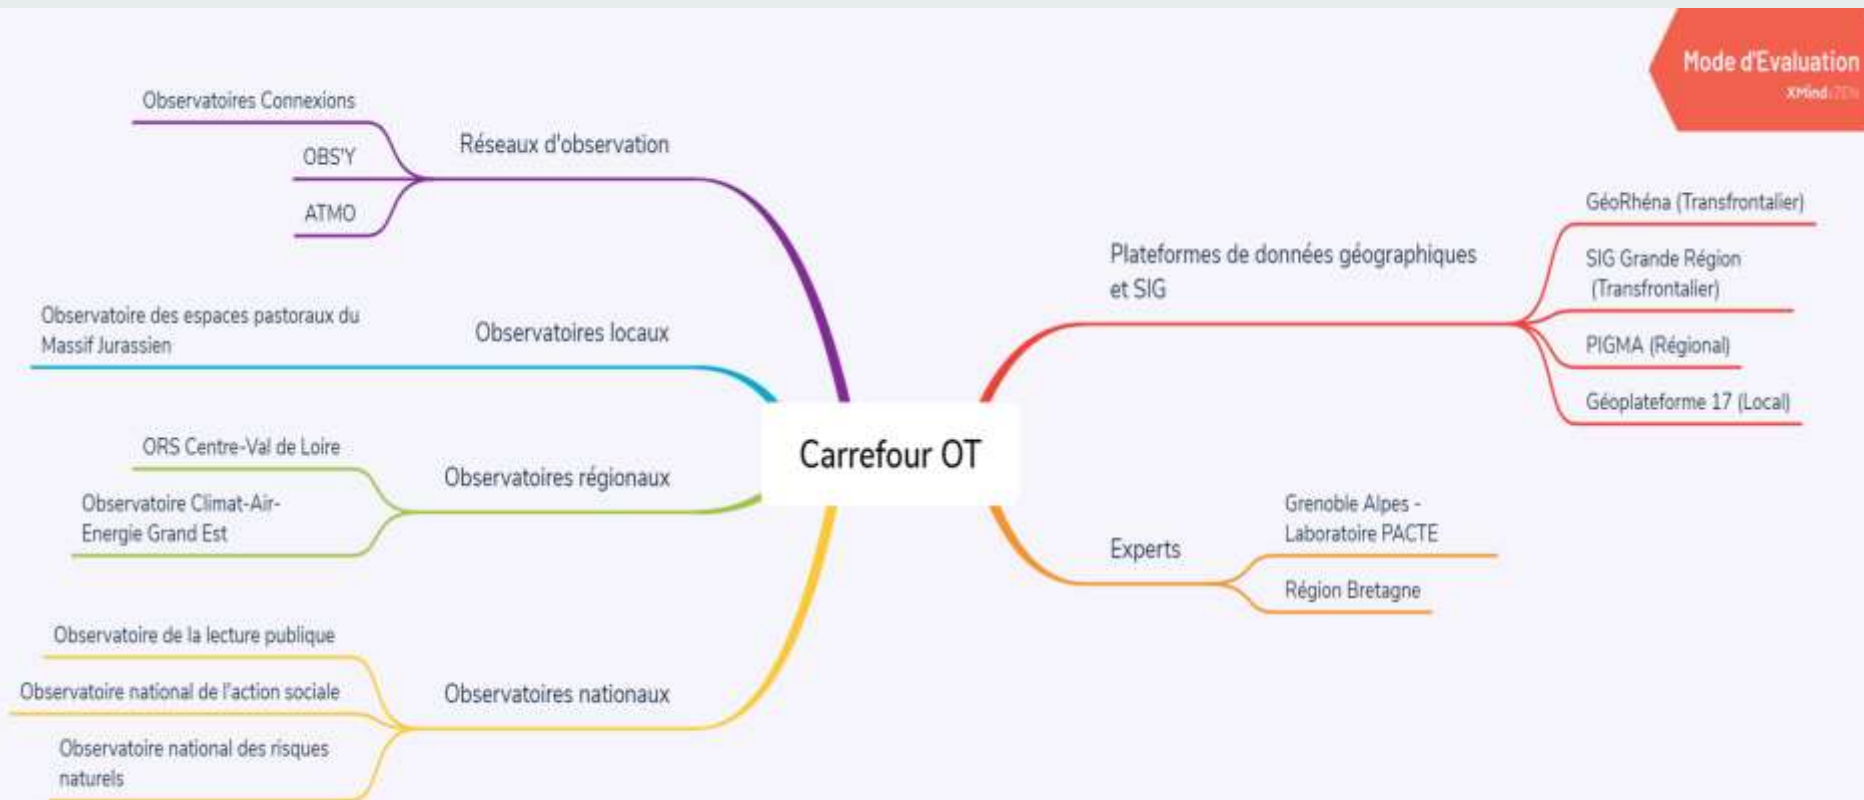 Mode d'Evaluation
XMind:ZEN
Observatoires Connexions
OBS'Y
ATMO
Réseaux d'observation
Observatoire des espaces pastoraux du
Massif Jurassien
Observatoires locaux
ORS Centre-Val de Loire
Observatoire Climat-Air-
Energie Grand Est
Observatoires régionaux
Observatoire de la lecture publique
Observatoire national de l'action sociale
Observatoire national des risques
naturels
Observatoires nationaux
Carrefour OT
Plateformes de données géographiques
et SIG
GéoRhéna (Transfrontalier)
SIG Grande Région
(Transfrontalier)
PIGMA (Régional)
Géoplateforme 17 (Local)
Experts
Grenoble Alpes -
Laboratoire PACTE
Région Bretagne